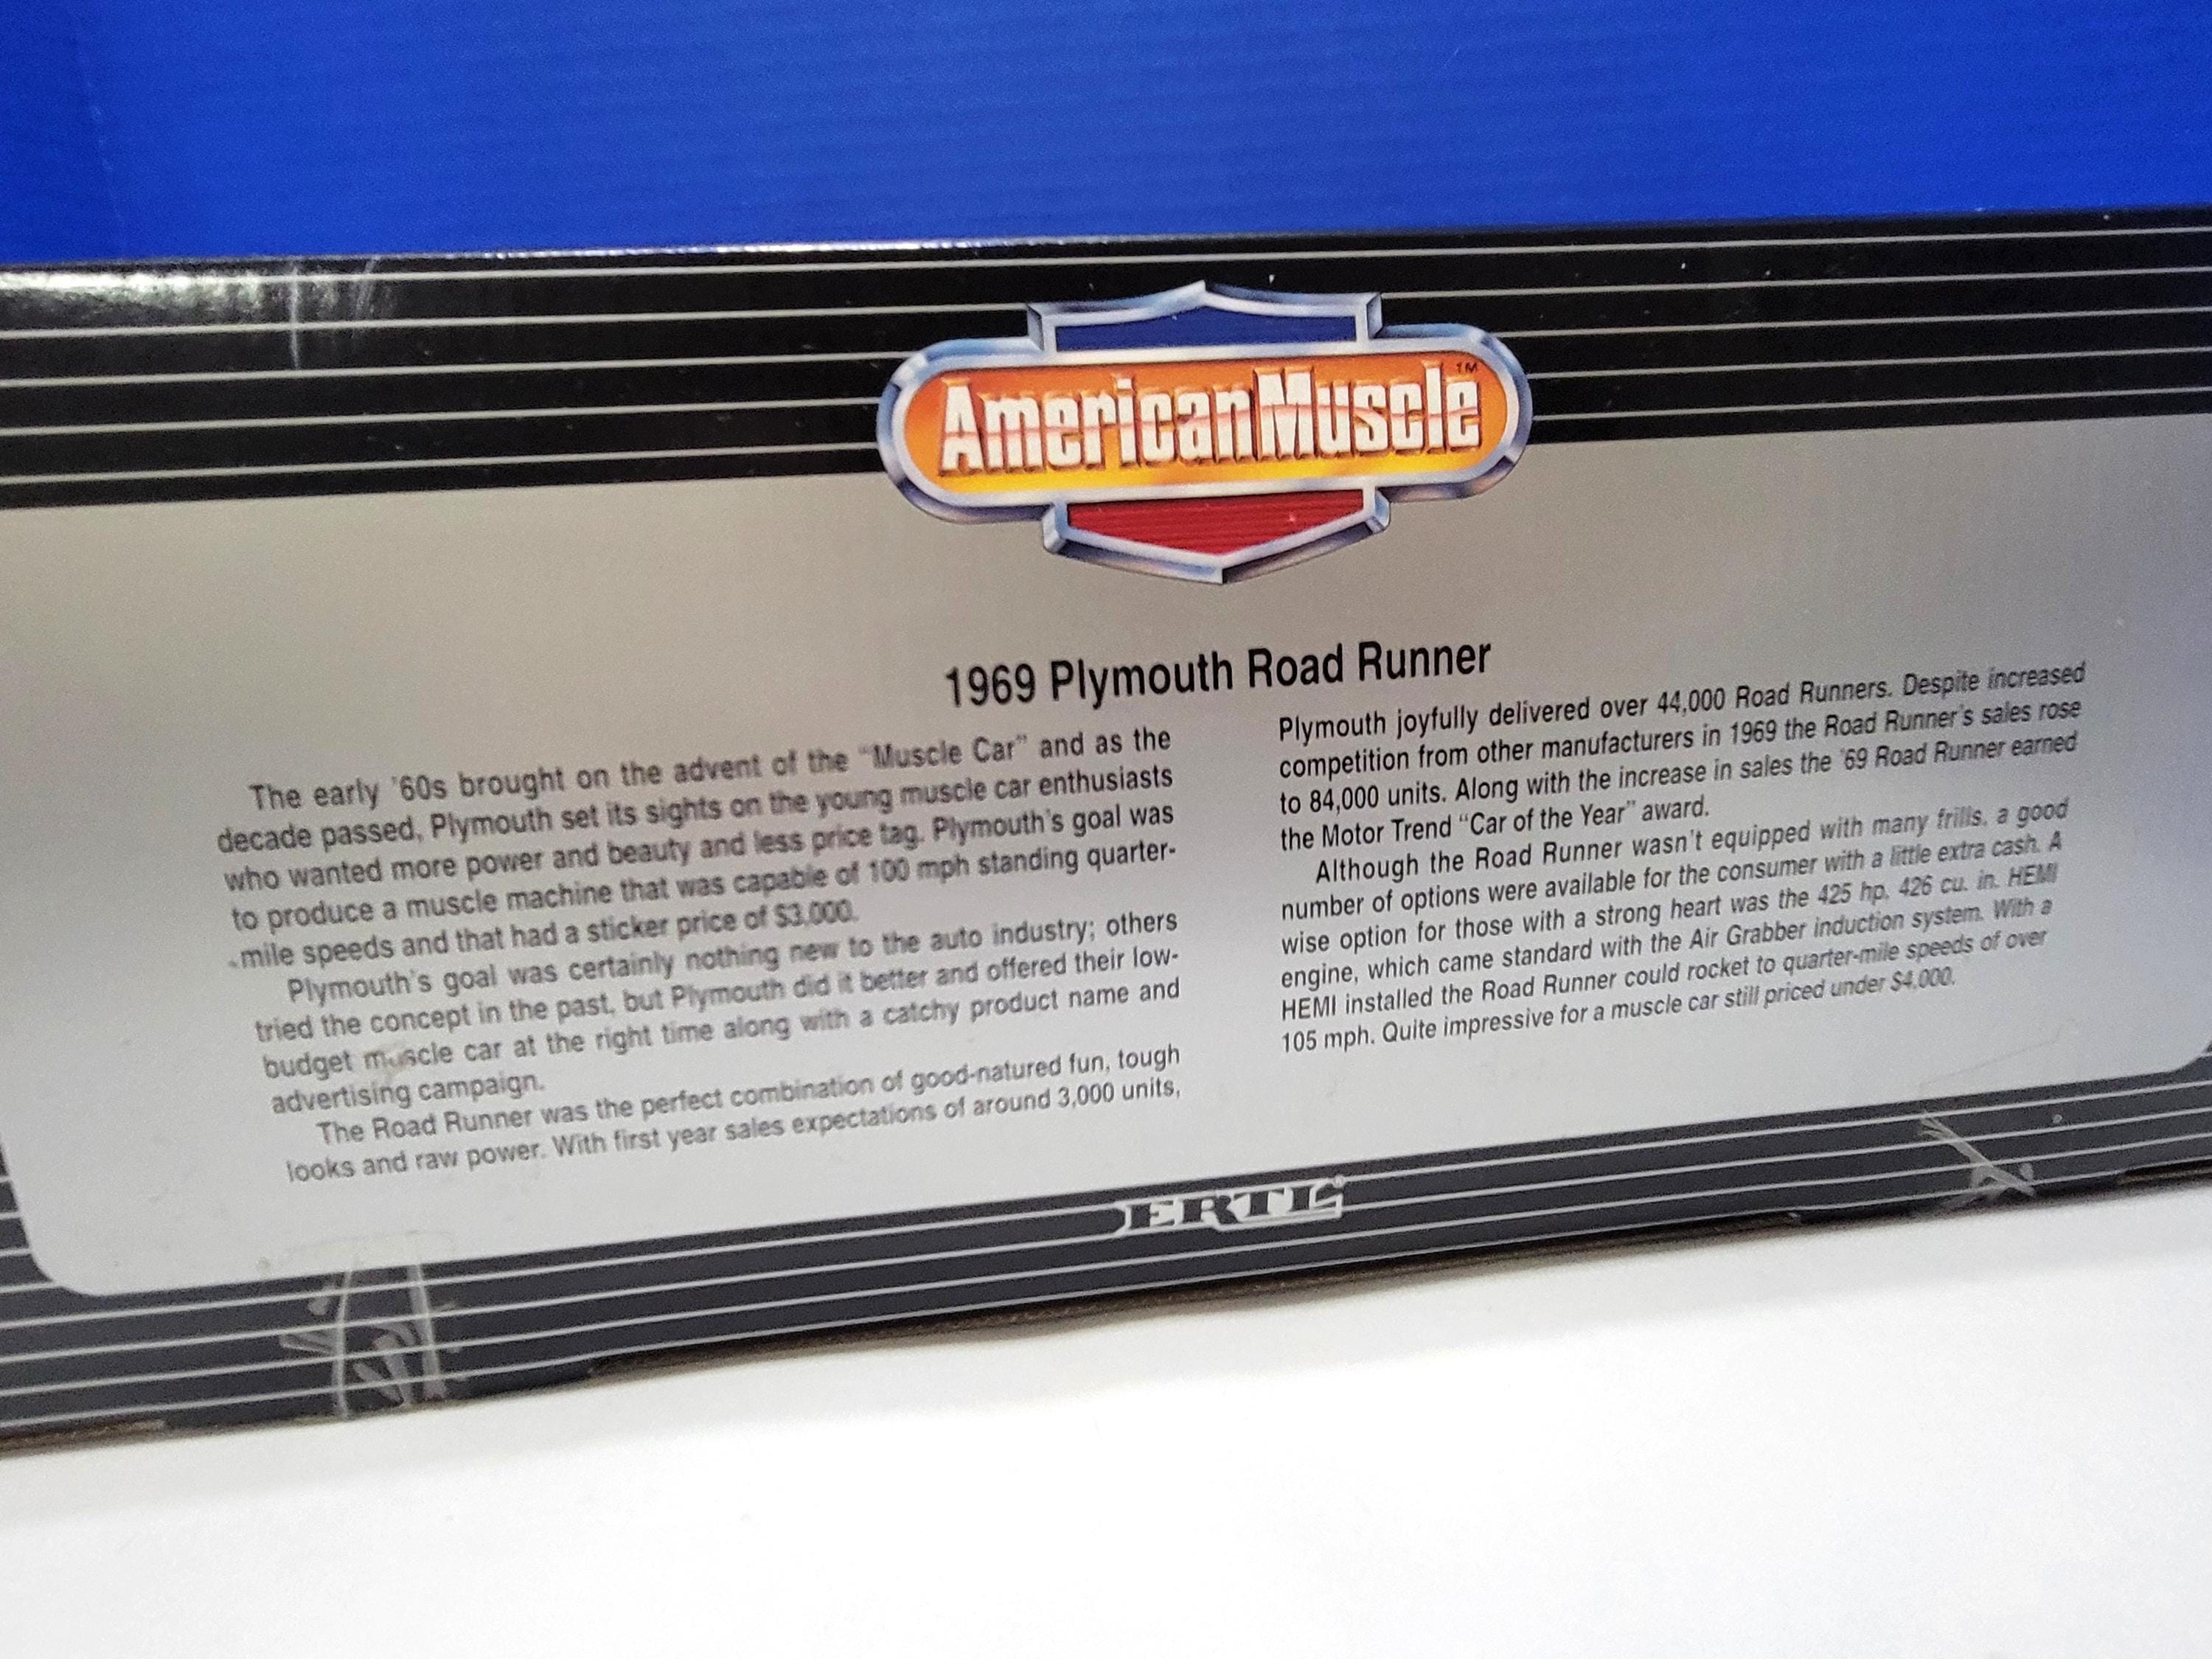 AmericanMuscle™
1969 Plymouth Road Runner
The early '60s brought on the advent of the "Muscle Car" and as the
decade passed, Plymouth set its sights on the young muscle car enthusiasts
who wanted more power and beauty and less price tag. Plymouth's goal was
to produce a muscle machine that was capable of 100 mph standing quarter-
mile speeds and that had a sticker price of $3,000.
Plymouth's goal was certainly nothing new to the auto industry; others
tried the concept in the past, but Plymouth did it better and offered their low-
budget muscle car at the right time along with a catchy product name and
advertising campaign.
The Road Runner was the perfect combination of good-natured fun, tough
looks and raw power. With first year sales expectations of around 3,000 units,
Plymouth joyfully delivered over 44,000 Road Runners. Despite increased
competition from other manufacturers in 1969 the Road Runner's sales rose
to 84,000 units. Along with the increase in sales the '69 Road Runner earned
the Motor Trend "Car of the Year" award.
Although the Road Runner wasn't equipped with many frills, a good
number of options were available for the consumer with a little extra cash. A
wise option for those with a strong heart was the 425 hp, 426 cu. in. HEMI
engine, which came standard with the Air Grabber induction system. With a
HEMI installed the Road Runner could rocket to quarter-mile speeds of over
105 mph. Quite impressive for a muscle car still priced under $4,000.
ERTL®